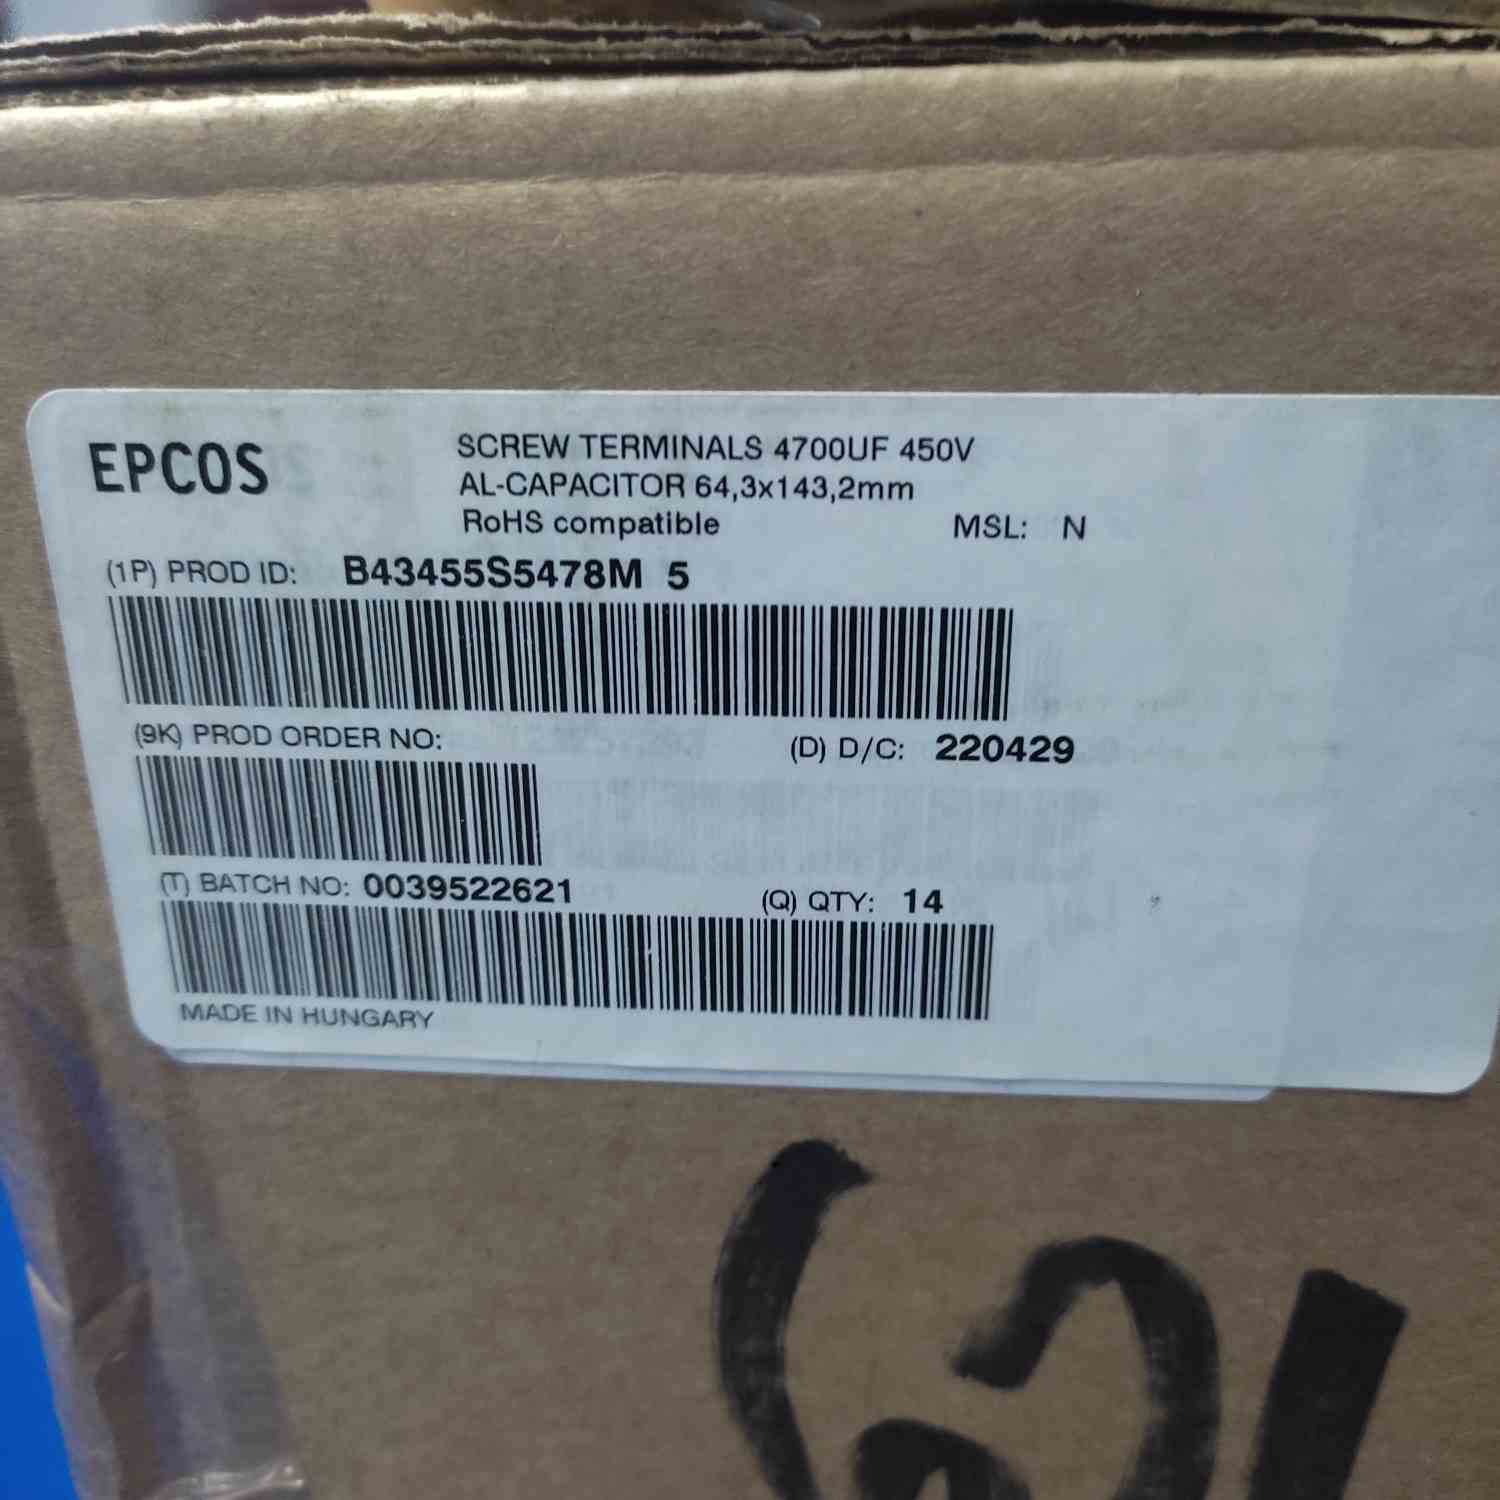 EPCOS
SCREW TERMINALS 4700UF 450V
AL-CAPACITOR 64,3x143,2mm
RoHS compatible MSL: N
(1P) PROD ID: B43455S5478M 5
(9K) PROD ORDER NO:
(D) D/C: 220429
(T) BATCH NO: 0039522621
(Q) QTY: 14
MADE IN HUNGARY